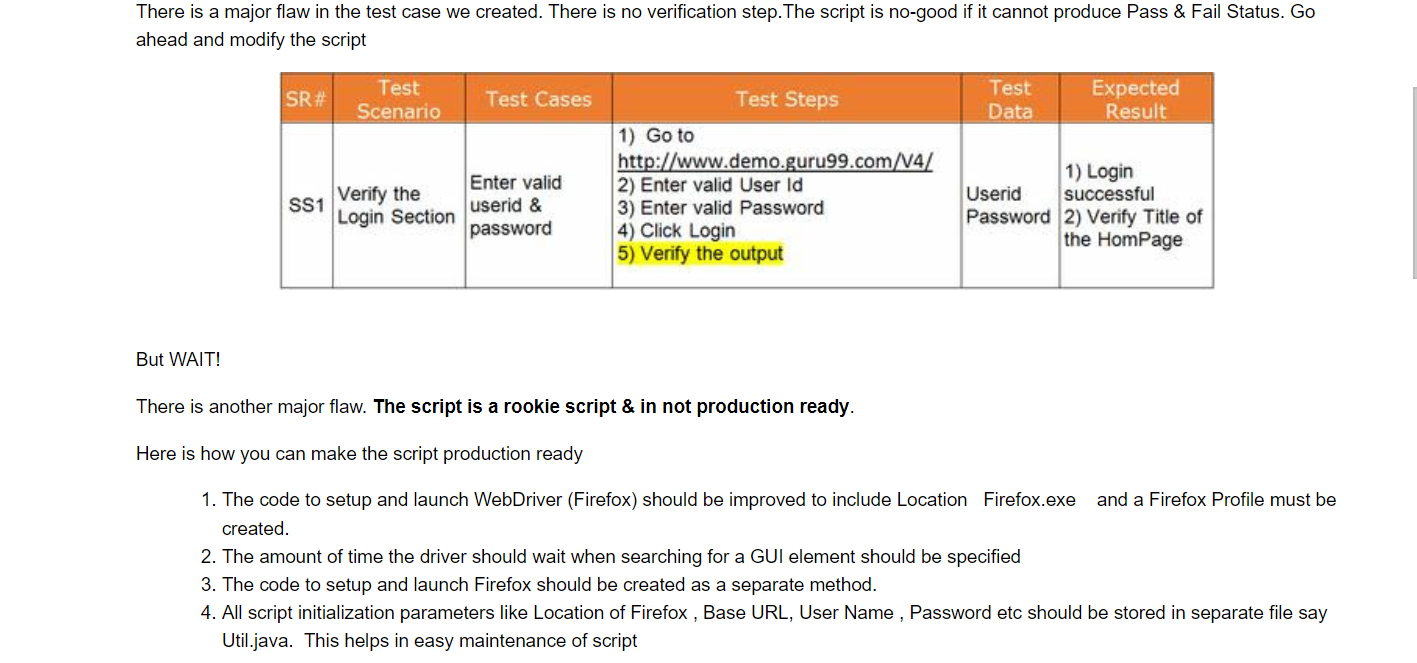 There is a major flaw in the test case we created. There is no verification step.The script is no-good if it cannot produce Pass & Fail Status. Go
ahead and modify the script
SR#
Test
Scenario
Test Cases
Test Steps
Test
Data
Expected
Result
SS1
Verify the
Login Section
Enter valid
userid &
password
1) Go to
http://www.demo.guru99.com/V4/
2) Enter valid User Id
3) Enter valid Password
4) Click Login
5) Verify the output
Userid
Password
1) Login
successful
2) Verify Title of
the HomPage
But WAIT!
There is another major flaw. The script is a rookie script & in not production ready.
Here is how you can make the script production ready
1. The code to setup and launch WebDriver (Firefox) should be improved to include Location Firefox.exe and a Firefox Profile must be
created.
2. The amount of time the driver should wait when searching for a GUI element should be specified
3. The code to setup and launch Firefox should be created as a separate method.
4. All script initialization parameters like Location of Firefox , Base URL, User Name , Password etc should be stored in separate file say
Util.java. This helps in easy maintenance of script